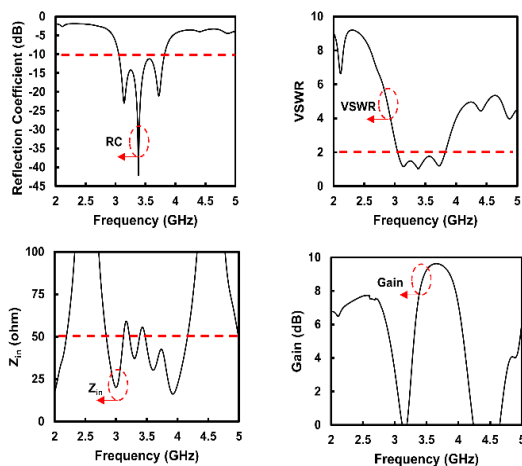 Reflection Coefficient (dB)
0
-5
-10
-15
-20
-25
-30
-35
-40
-45
RC
2 2.5 3 3.5 4 4.5 5
Frequency (GHz)
VSWR
10
8
6
4
2
0
VSWR
2 2.5 3 3.5 4 4.5 5
Frequency (GHz)
Zin (ohm)
100
75
50
25
0
Zin
2 2.5 3 3.5 4 4.5 5
Frequency (GHz)
Gain (dB)
10
8
6
4
2
0
Gain
2 2.5 3 3.5 4 4.5 5
Frequency (GHz)